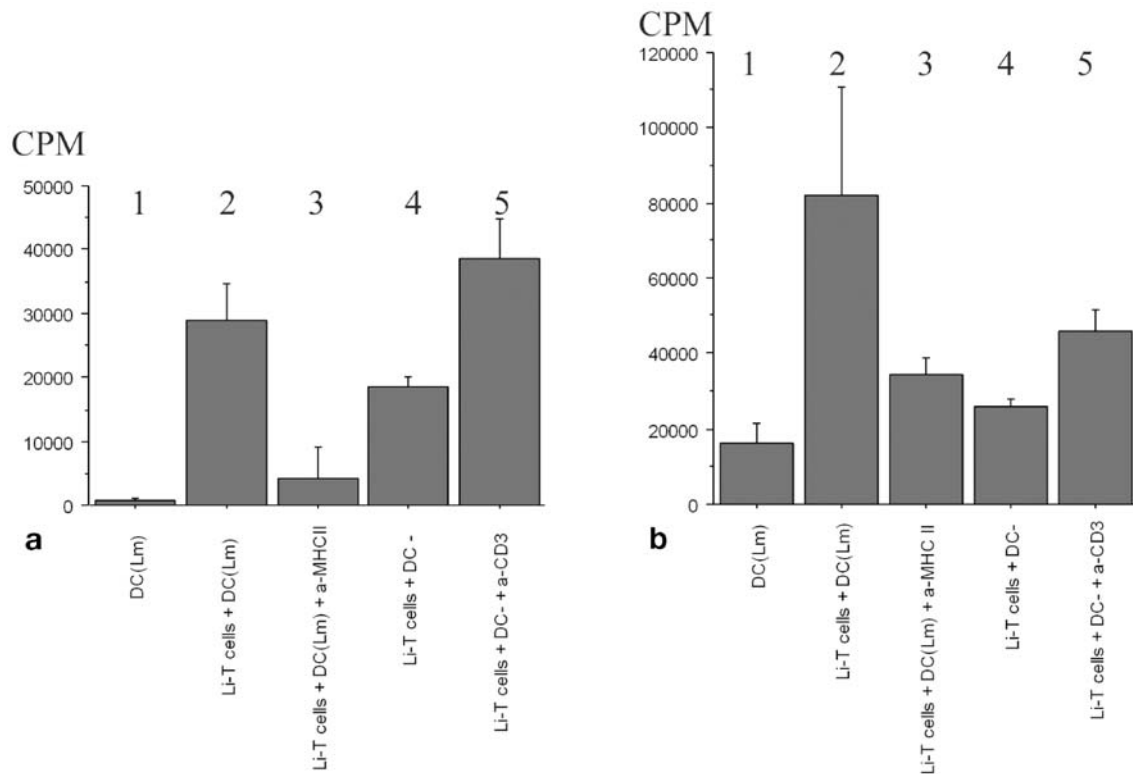 CPM
1 2 3 4 5
50000
40000
30000
20000
10000
0
a
DC(Lm)
Li-T cells + DC(Lm)
Li-T cells + DC(Lm) + a-MHCII
Li-T cells + DC -
Li-T cells + DC- + a-CD3
CPM
1 2 3 4 5
120000
100000
80000
60000
40000
20000
0
b
DC(Lm)
Li-T cells + DC(Lm)
Li-T cells + DC(Lm) + a-MHC II
Li-T cells + DC-
Li-T cells + DC- + a-CD3